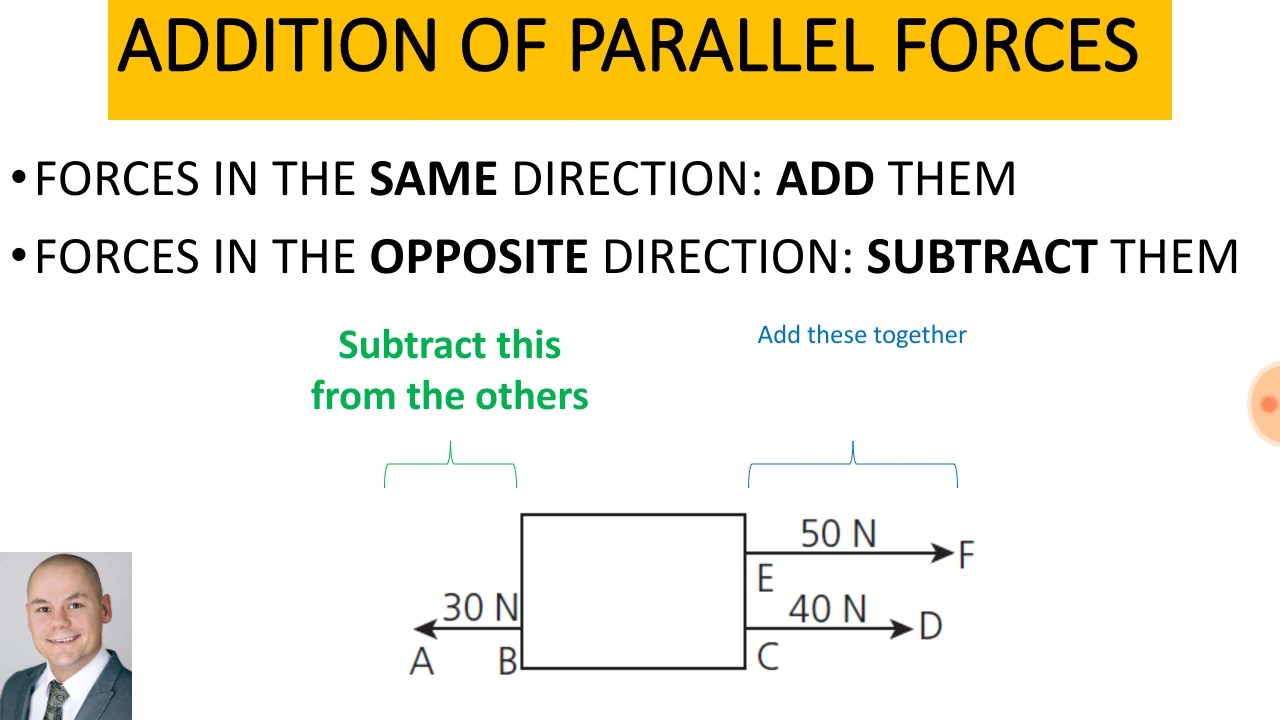 ADDITION OF PARALLEL FORCES
•FORCES IN THE SAME DIRECTION: ADD THEM
•FORCES IN THE OPPOSITE DIRECTION: SUBTRACT THEM
Subtract this
from the others
Add these together
50 N
F
E
30 N
40 N
D
A
B
C